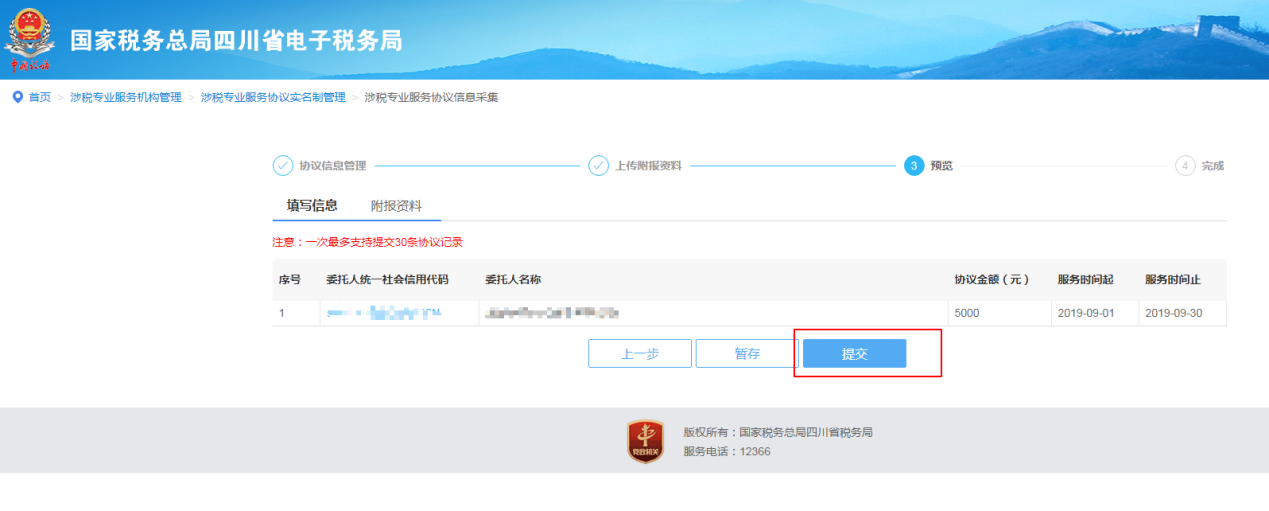 国家税务总局四川省电子税务局
中国税务
首页 > 涉税专业服务机构管理 > 涉税专业服务协议实名制管理 > 涉税专业服务协议信息采集
协议信息管理 上传附报资料 3 预览 4 完成
填写信息 附报资料
注意：一次最多支持提交30条协议记录
序号 委托人统一社会信用代码 委托人名称 协议金额（元） 服务时间起 服务时间止
1 5000 2019-09-01 2019-09-30
上一步 暂存 提交
党政机关
版权所有：国家税务总局四川省税务局
服务电话：12366